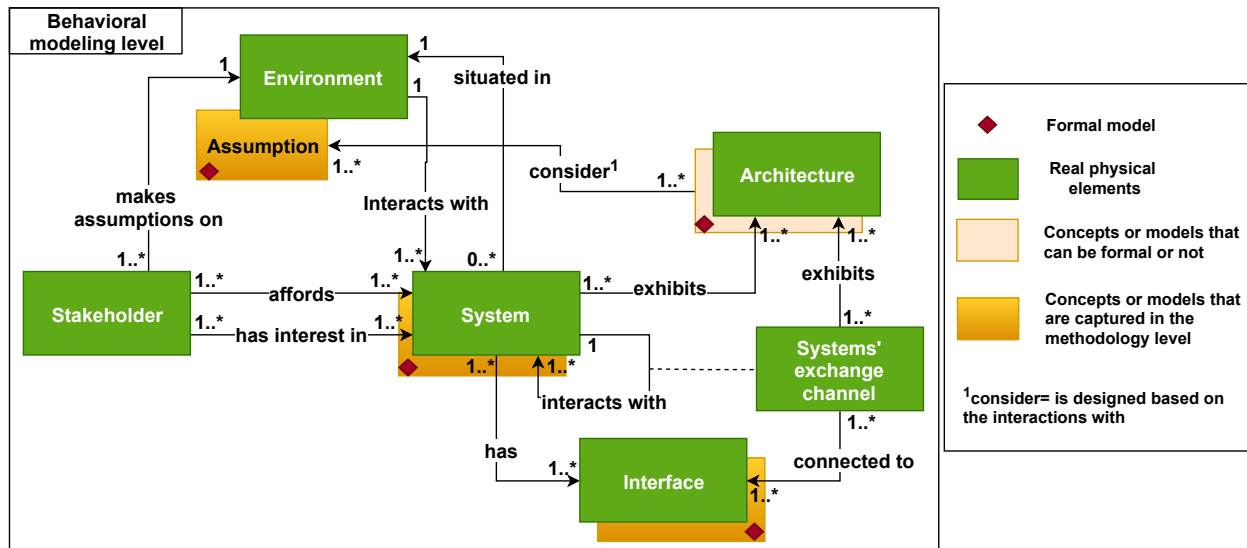 Behavioral
modeling level
1
Environment
1
1
situated in
Assumption
1..*
consider1
1..*
Architecture
makes
assumptions on
Interacts with
1..*
1..*
exhibits
1..*
1..*
0..*
1..*
affords
1..*
1..*
exhibits
Stakeholder
System
1..*
has interest in
1..*
1
1..*
Systems'
exchange
channel
1..*
1..*
interacts with
1..*
has
connected to
1..*
Interface
1..*
Formal model
Real physical
elements
Concepts or models that
can be formal or not
Concepts or models that
are captured in the
methodology level
1consider= is designed based on
the interactions with